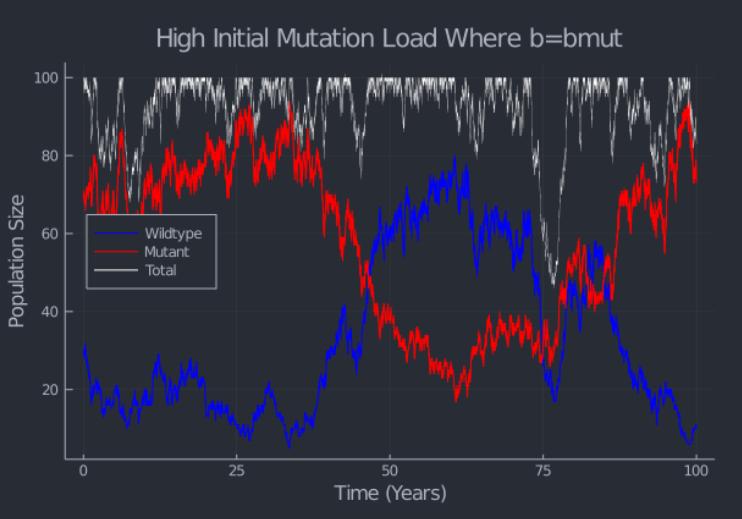 High Initial Mutation Load Where b=bmut
Population Size
100
80
60
40
20
Wildtype
Mutant
Total
0 25 50 75 100
Time (Years)